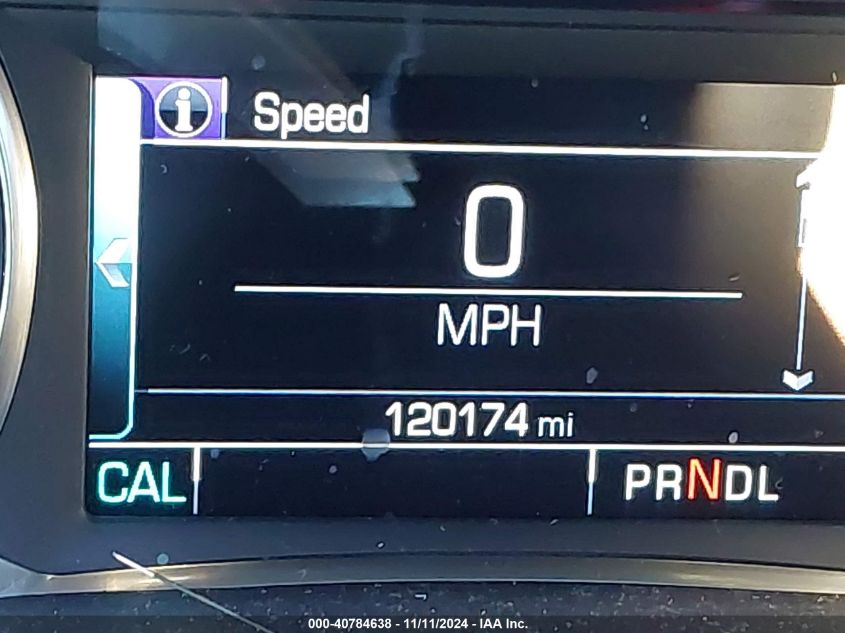 Speed
0
MPH
120174 mi
CAL PRNDL
000-40784638 - 11/11/2024 - IAA Inc.